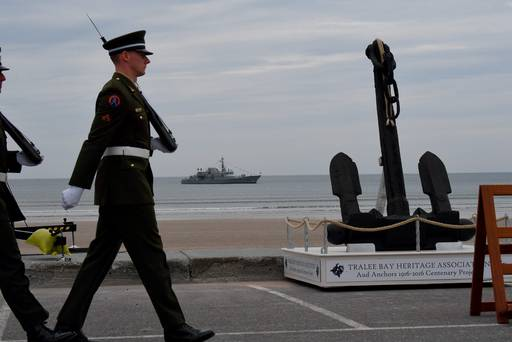 TRALEE BAY HERITAGE ASSOCIATION
Aud Anchors 1916-2016 Centenary Project